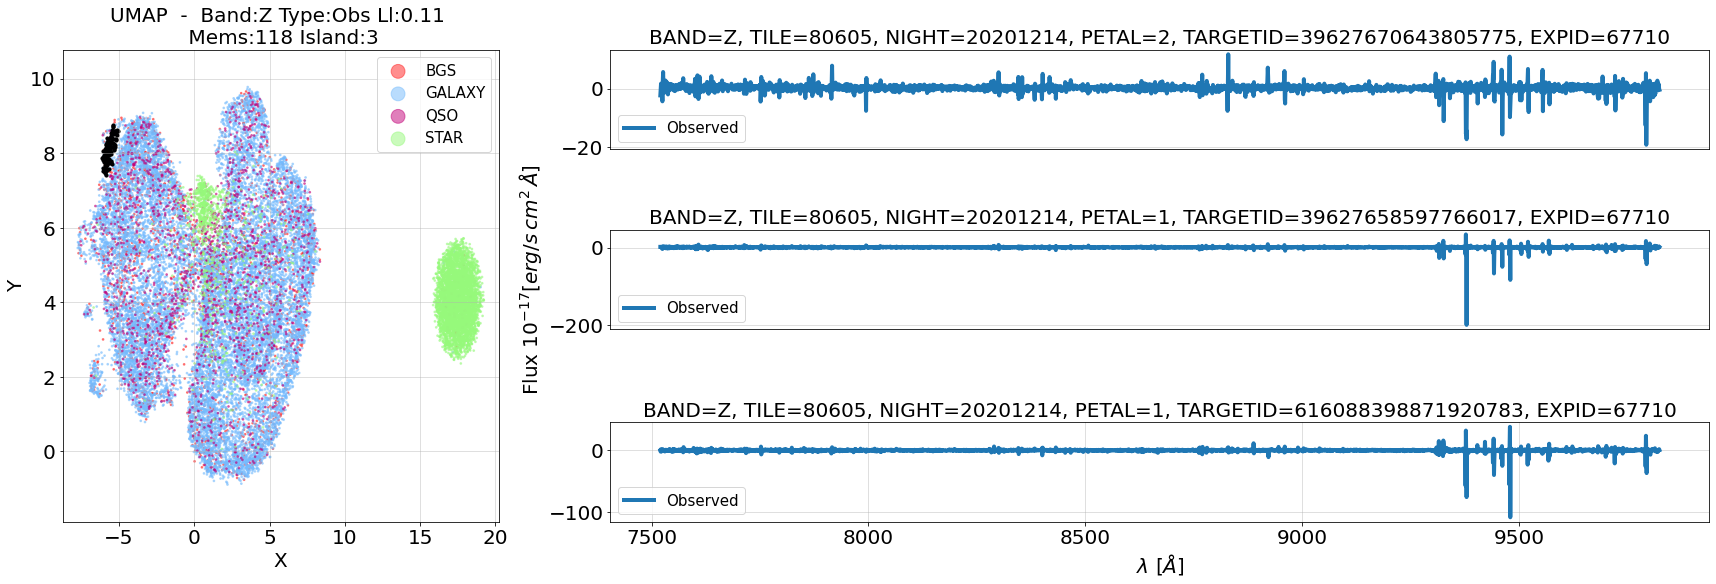 UMAP - Band:Z Type:Obs Ll:0.11
Mems:118 Island:3
BGS
GALAXY
QSO
STAR
10
8
6
4
2
0
Y
−5
0
5
10
15
20
X
BAND=Z, TILE=80605, NIGHT=20201214, PETAL=2, TARGETID=39627670643805775, EXPID=67710
0
−20
Observed
BAND=Z, TILE=80605, NIGHT=20201214, PETAL=1, TARGETID=39627658597766017, EXPID=67710
0
−200
Observed
Flux 10⁻¹⁷[erg/s cm² Å]
BAND=Z, TILE=80605, NIGHT=20201214, PETAL=1, TARGETID=616088398871920783, EXPID=67710
0
−100
Observed
7500
8000
8500
9000
9500
λ [Å]